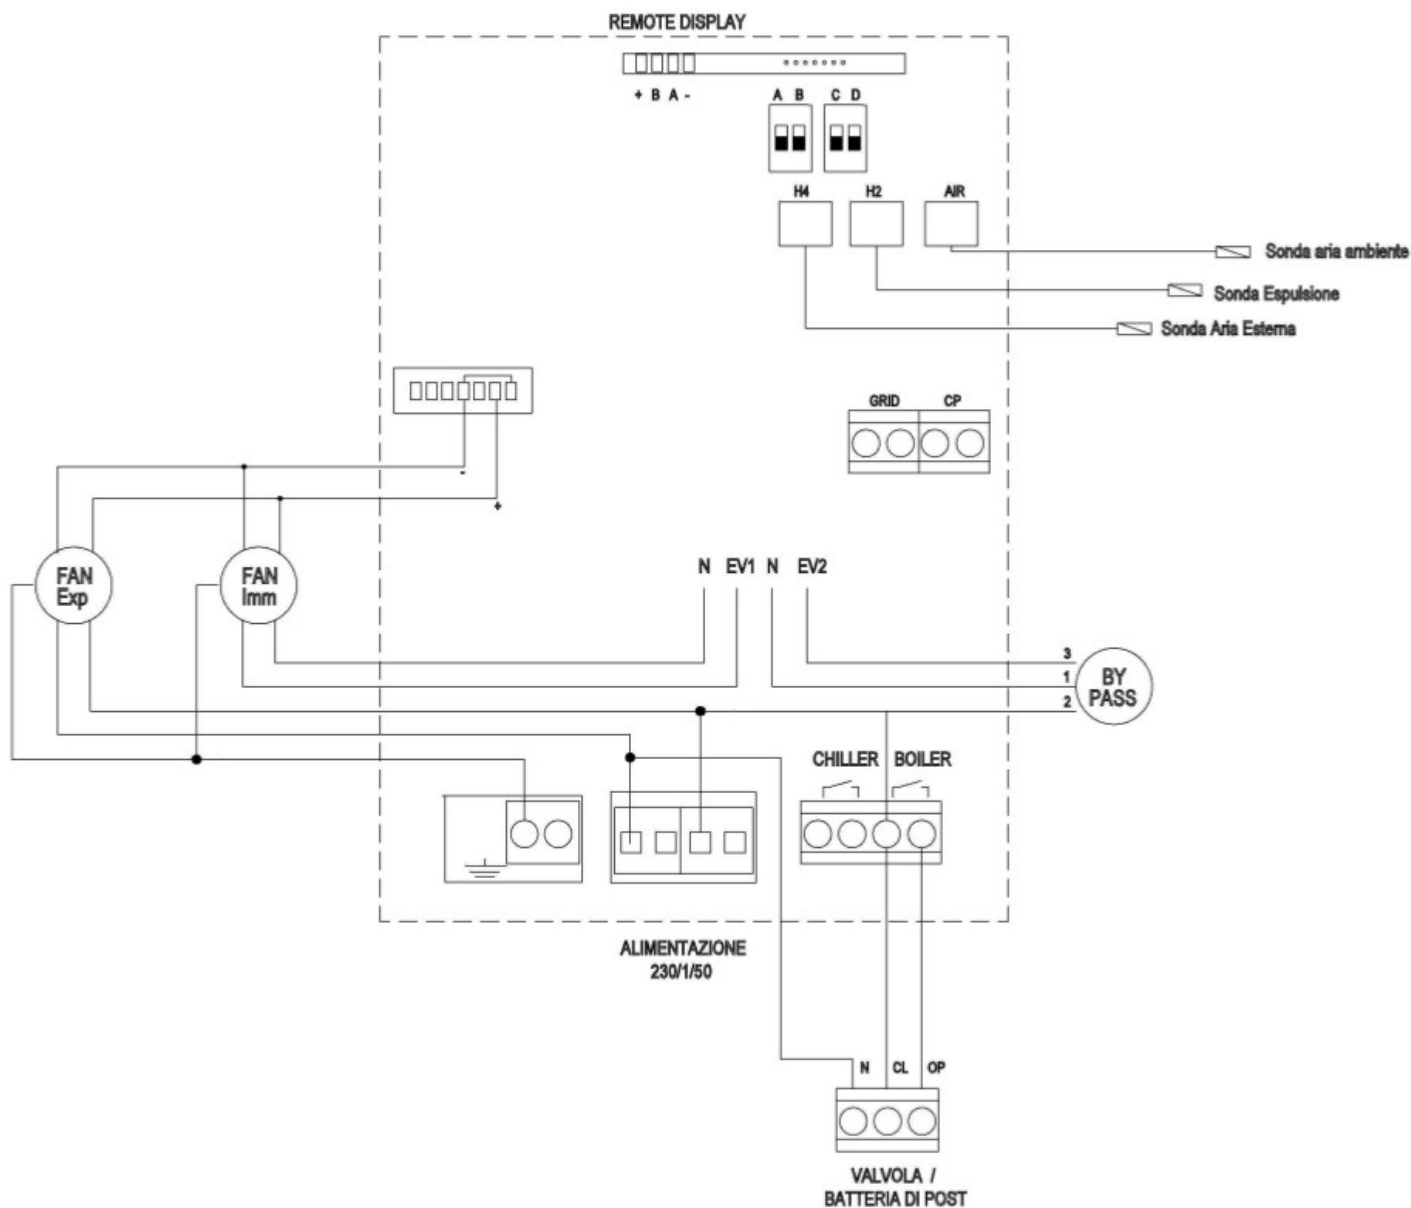 REMOTE DISPLAY
+ B A -
A B C D
H4 H2 AIR
Sonda aria ambiente
Sonda Espulsione
Sonda Aria Esterna
GRID CP
-
+
FAN
Exp
FAN
Imm
N EV1 N EV2
3
1
2
BY
PASS
CHILLER BOILER
ALIMENTAZIONE
230/1/50
N CL OP
VALVOLA /
BATTERIA DI POST